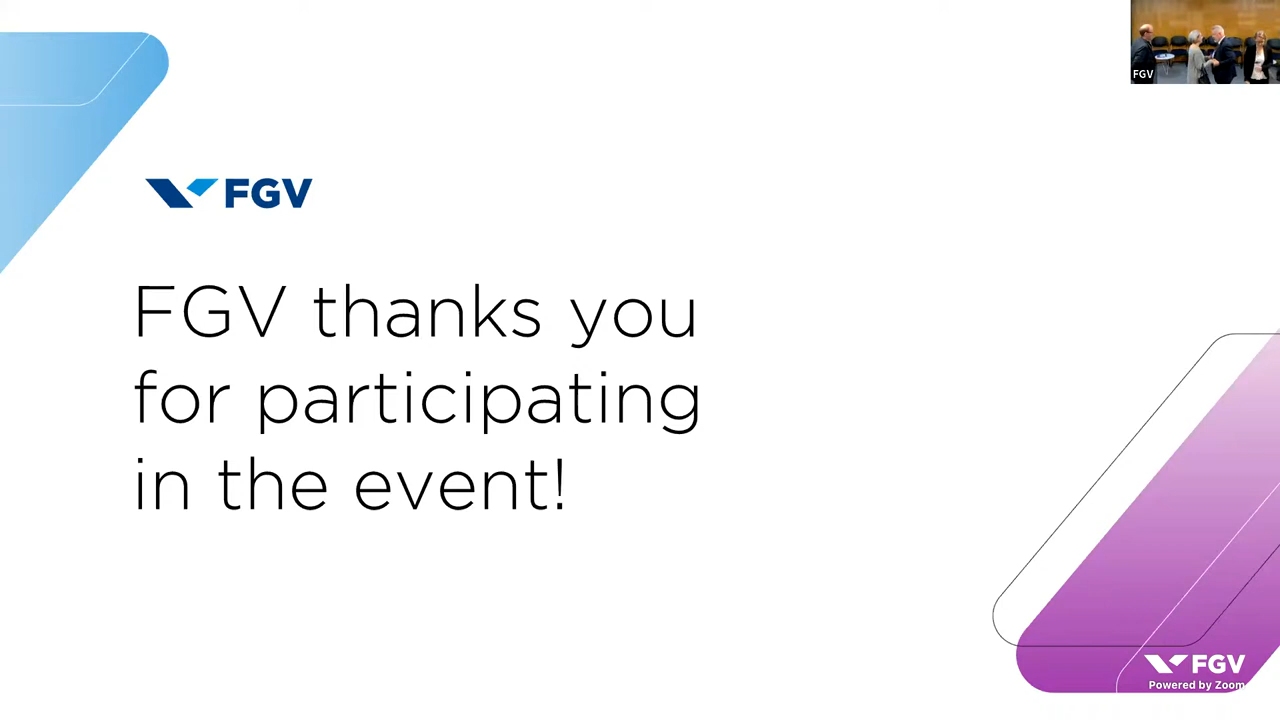 FGV
FGV
FGV thanks you
for participating
in the event!
FGV
Powered by Zoom